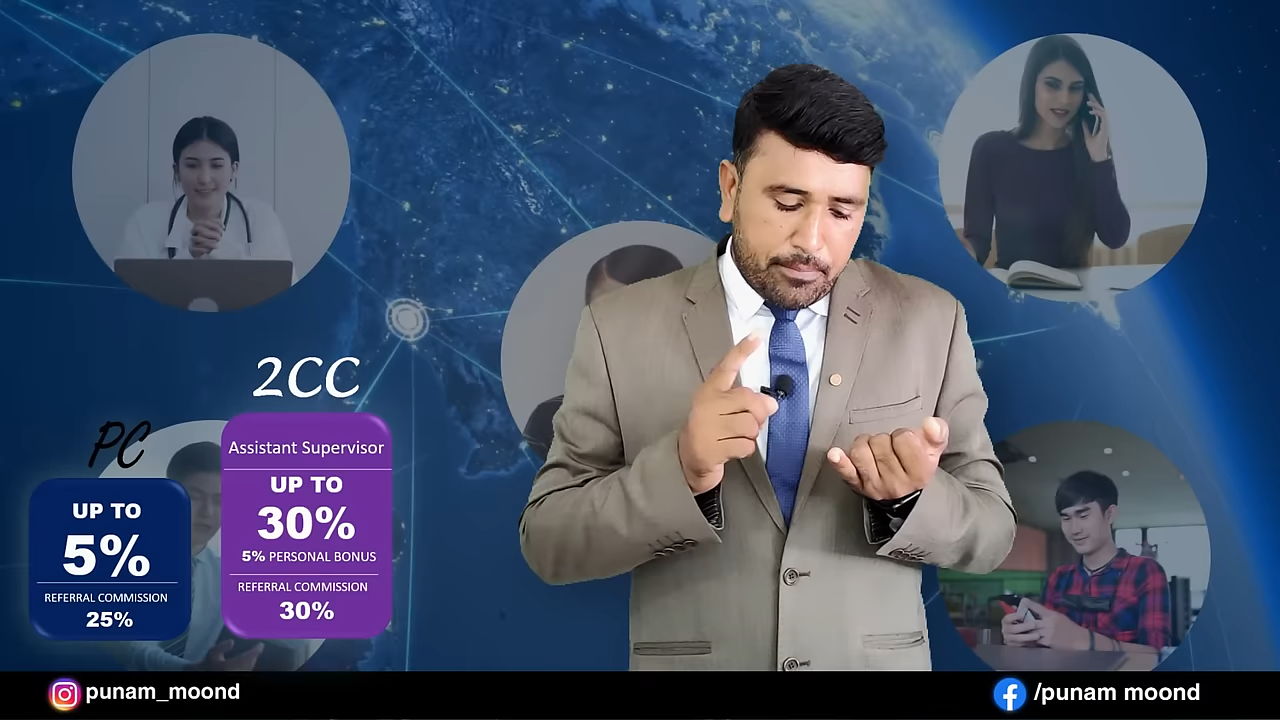 2CC
PC
Assistant Supervisor
UP TO
30%
5% PERSONAL BONUS
REFERRAL COMMISSION
30%
UP TO
5%
REFERRAL COMMISSION
25%
punam_moond
/punam moond